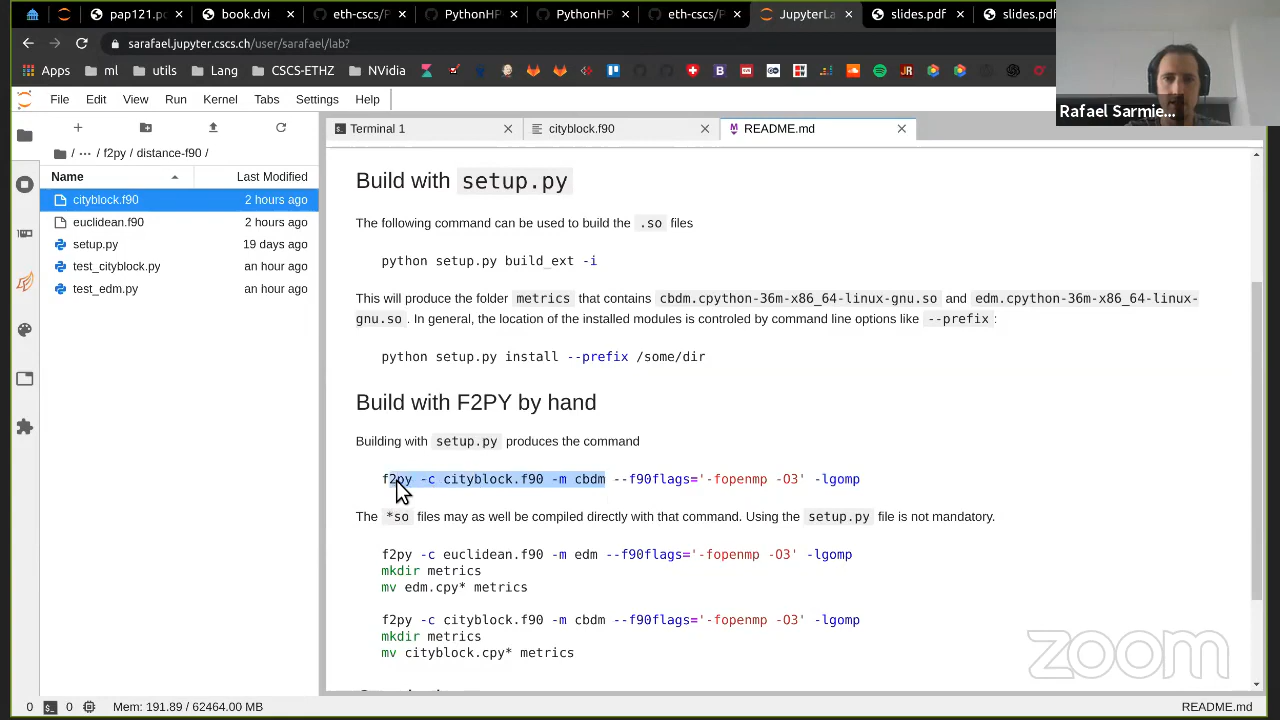 pap121.pd
book.dvi
eth-cscs/P
PythonHP
PythonHP
eth-cscs/P
JupyterLa
slides.pdf
slides.pdf
sarafael.jupyter.cscs.ch/user/sarafael/lab?
Apps ml utils Lang CSCS-ETHZ NVidia
Rafael Sarmie...
File Edit View Run Kernel Tabs Settings Help
Terminal 1 cityblock.f90 README.md
/ ... / f2py / distance-f90 /
Name Last Modified
cityblock.f90 2 hours ago
euclidean.f90 2 hours ago
setup.py 19 days ago
test_cityblock.py an hour ago
test_edm.py an hour ago
Build with setup.py
The following command can be used to build the .so files
python setup.py build_ext -i
This will produce the folder metrics that contains cbdm.cpython-36m-x86_64-linux-gnu.so and edm.cpython-36m-x86_64-linux-
gnu.so . In general, the location of the installed modules is controled by command line options like --prefix :
python setup.py install --prefix /some/dir
Build with F2PY by hand
Building with setup.py produces the command
f2py -c cityblock.f90 -m cbdm --f90flags='-fopenmp -O3' -lgomp
The *so files may as well be compiled directly with that command. Using the setup.py file is not mandatory.
f2py -c euclidean.f90 -m edm --f90flags='-fopenmp -O3' -lgomp
mkdir metrics
mv edm.cpy* metrics
f2py -c cityblock.f90 -m cbdm --f90flags='-fopenmp -O3' -lgomp
mkdir metrics
mv cityblock.cpy* metrics
zoom
0 0 Mem: 191.89 / 62464.00 MB README.md